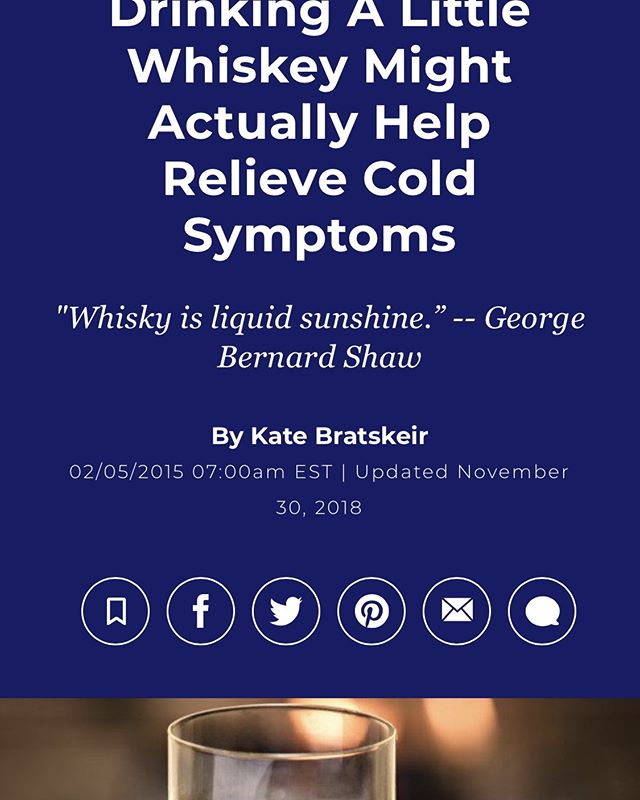 Drinking A Little
Whiskey Might
Actually Help
Relieve Cold
Symptoms
"Whisky is liquid sunshine.” -- George
Bernard Shaw
By Kate Bratskeir
02/05/2015 07:00am EST | Updated November
30, 2018